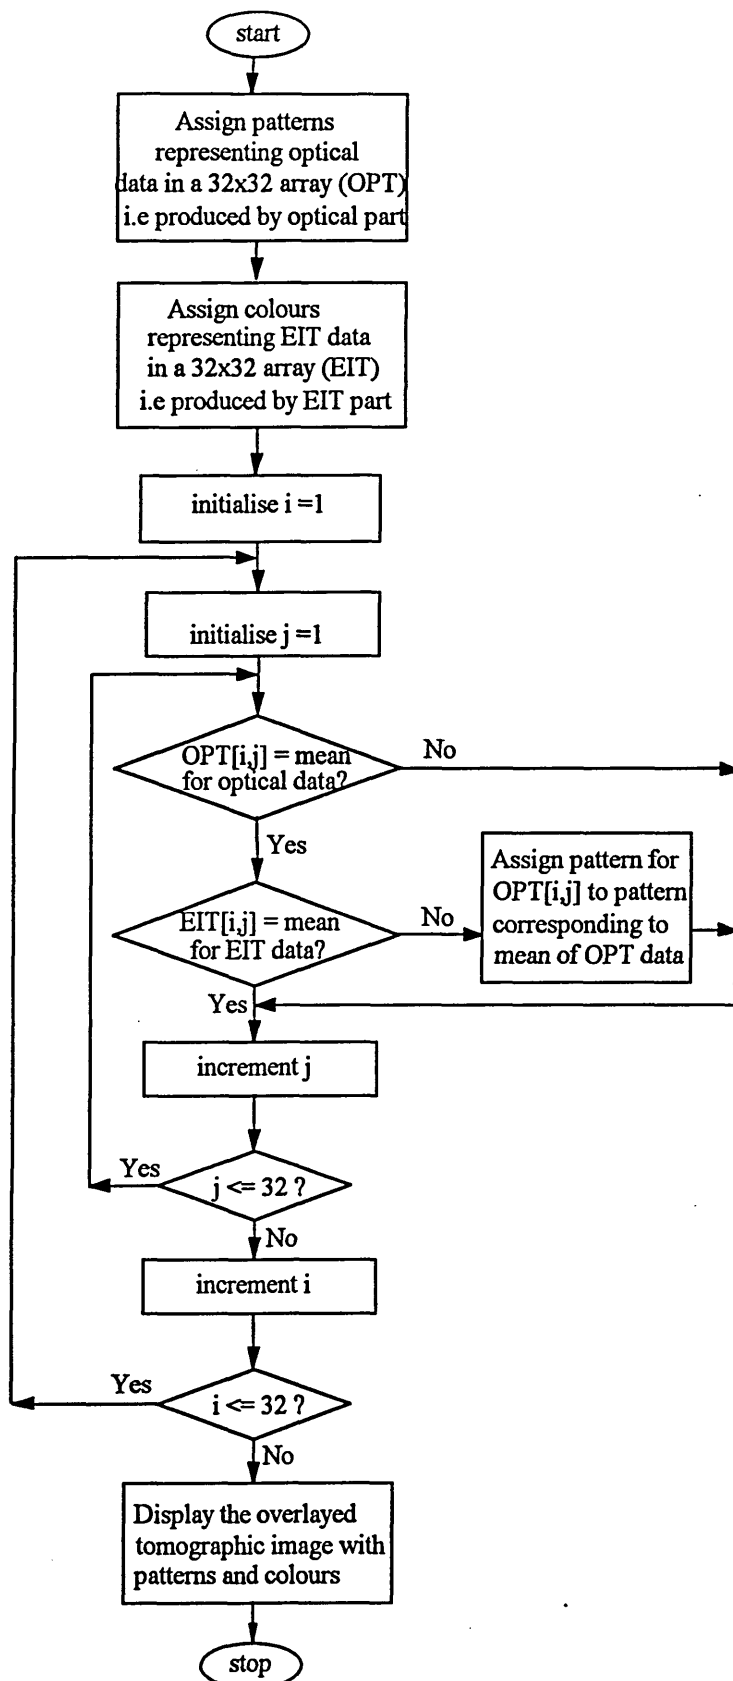 start
Assign patterns
representing optical
data in a 32x32 array (OPT)
i.e produced by optical part
Assign colours
representing EIT data
in a 32x32 array (EIT)
i.e produced by EIT part
initialise i =1
initialise j =1
OPT[i,j] = mean
for optical data?
No
Yes
EIT[i,j] = mean
for EIT data?
No
Assign pattern for
OPT[i,j] to pattern
corresponding to
mean of OPT data
Yes
increment j
j <= 32 ?
Yes
No
increment i
i <= 32 ?
Yes
No
Display the overlayed
tomographic image with
patterns and colours
stop